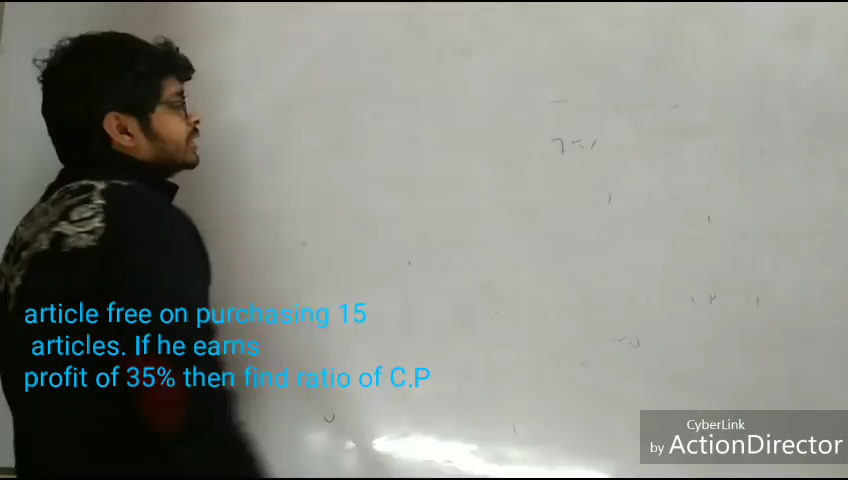 article free on purchasing 15
articles. If he earns
profit of 35% then find ratio of C.P
CyberLink
by ActionDirector